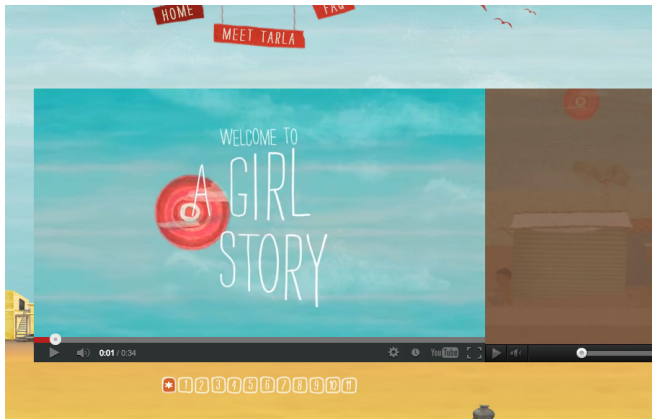 HOME
FAQ
MEET TARLA
WELCOME TO
A GIRL
STORY
0:01 / 0:34
YouTube
* 1 2 3 4 5 6 7 8 9 10 11